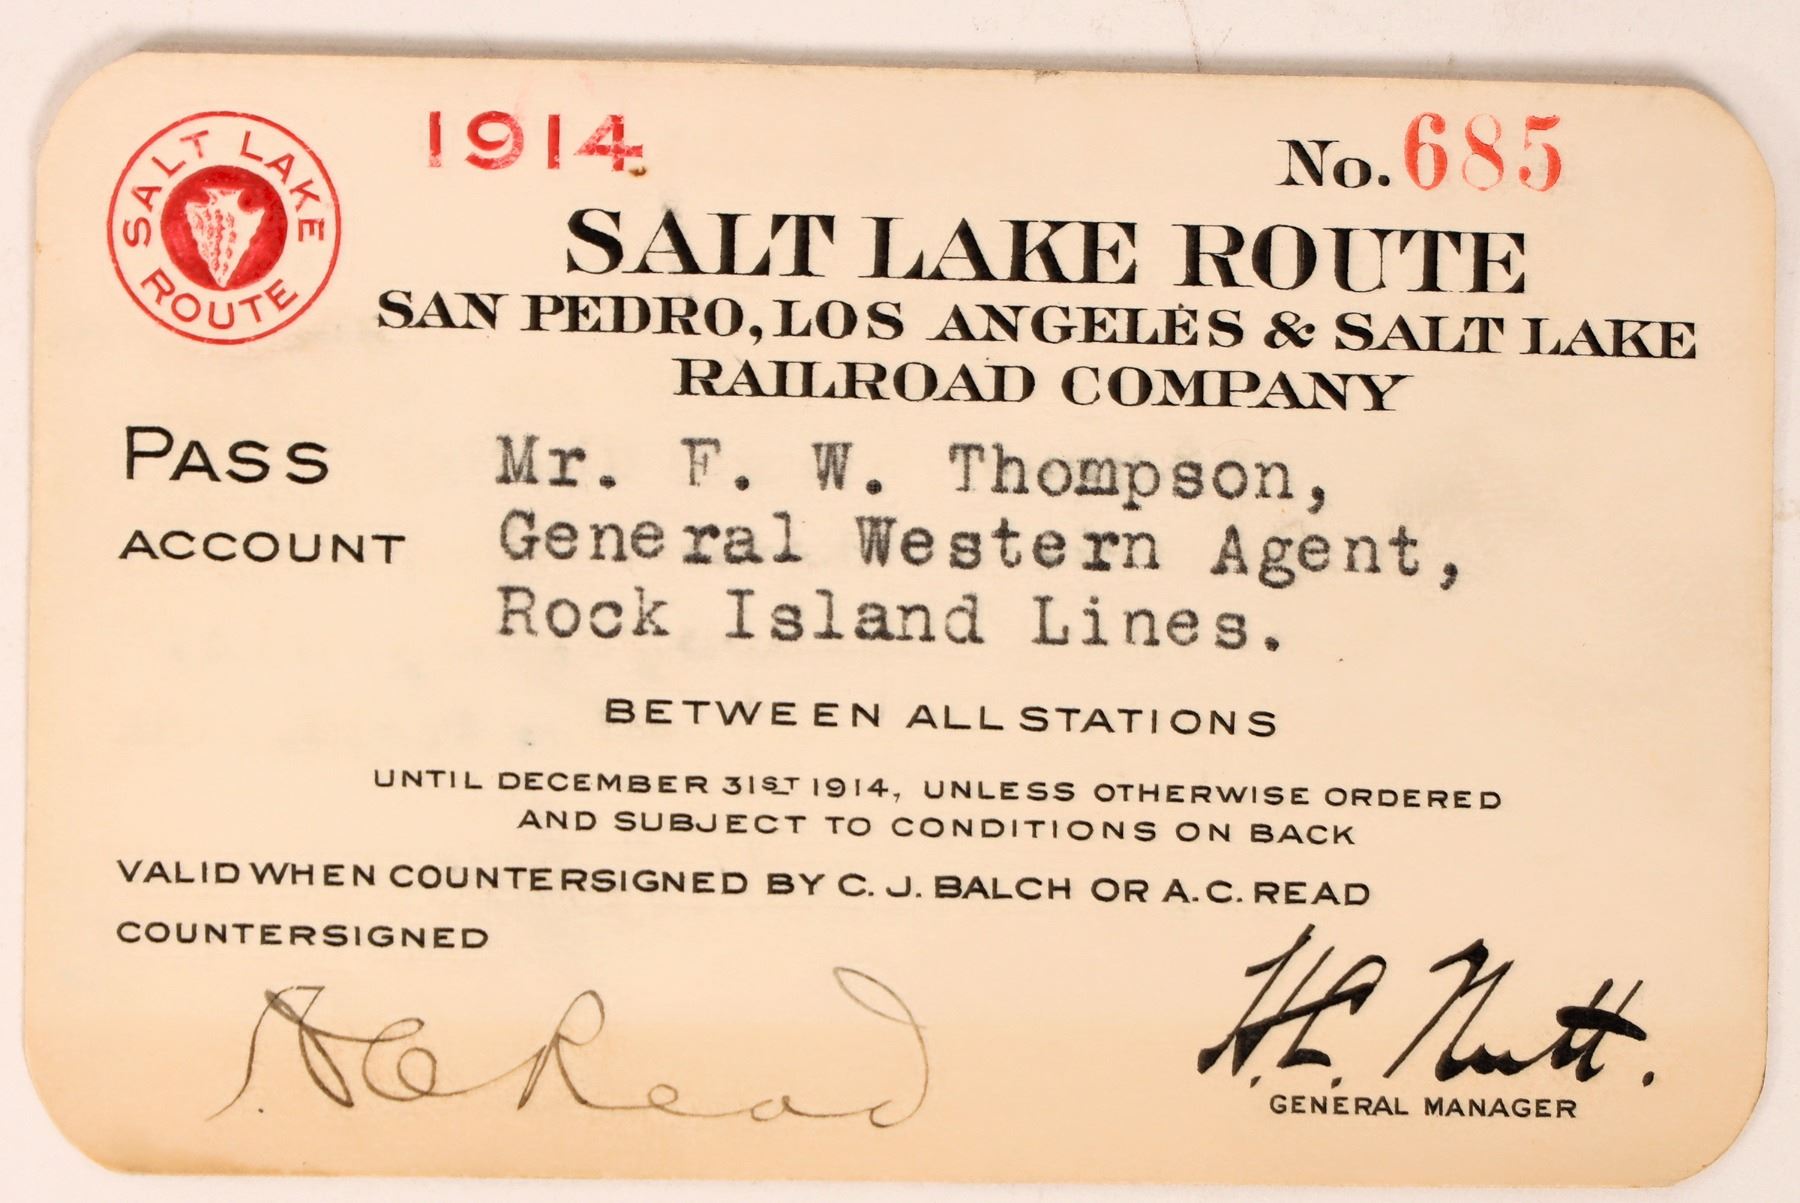 SALT LAKE ROUTE
1914
No. 685
SALT LAKE ROUTE
SAN PEDRO, LOS ANGELES & SALT LAKE
RAILROAD COMPANY
PASS Mr. F. W. Thompson,
ACCOUNT General Western Agent,
Rock Island Lines.
BETWEEN ALL STATIONS
UNTIL DECEMBER 31ST 1914, UNLESS OTHERWISE ORDERED
AND SUBJECT TO CONDITIONS ON BACK
VALID WHEN COUNTERSIGNED BY C. J. BALCH OR A. C. READ
COUNTERSIGNED
A C Read
H. C. Nutt.
GENERAL MANAGER